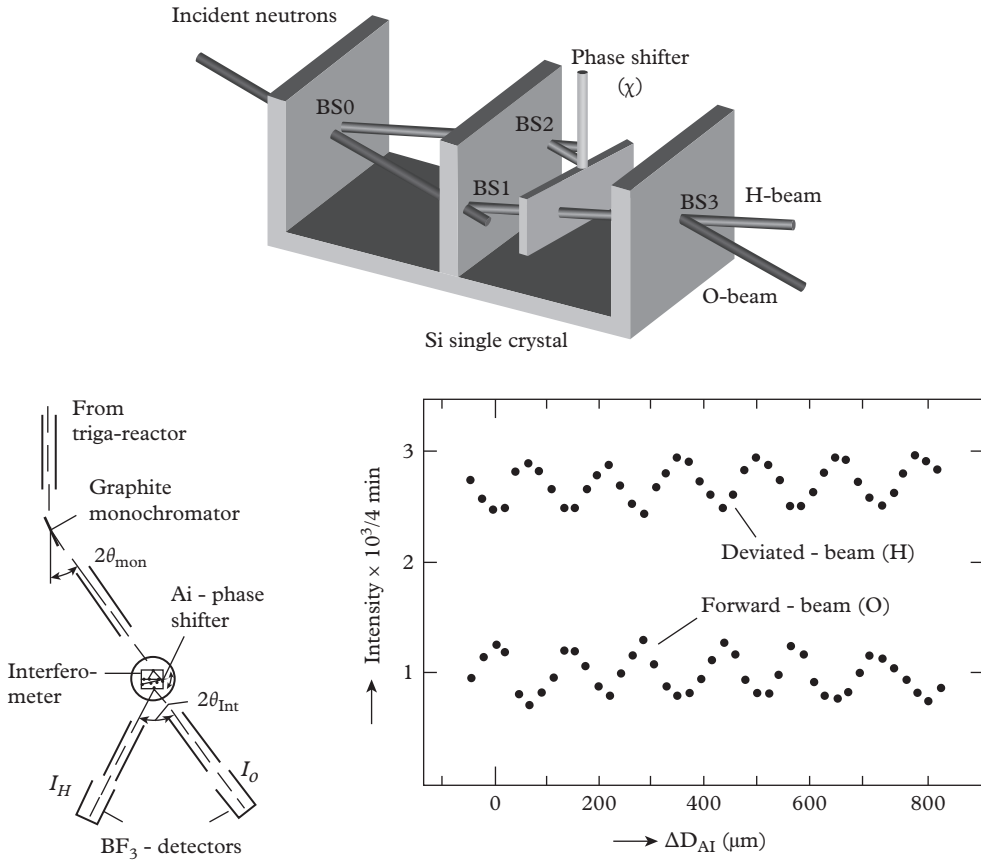 Incident neutrons
Phase shifter
(χ)
BS0
BS2
BS1
BS3
H-beam
O-beam
Si single crystal
From
triga-reactor
Graphite
monochromator
2θmon
Ai - phase
shifter
Interfero-
meter
2θInt
IH
Io
BF3 - detectors
Intensity × 10³/4 min
3
2
1
Deviated - beam (H)
Forward - beam (O)
0
200
400
600
800
ΔDAI (μm)